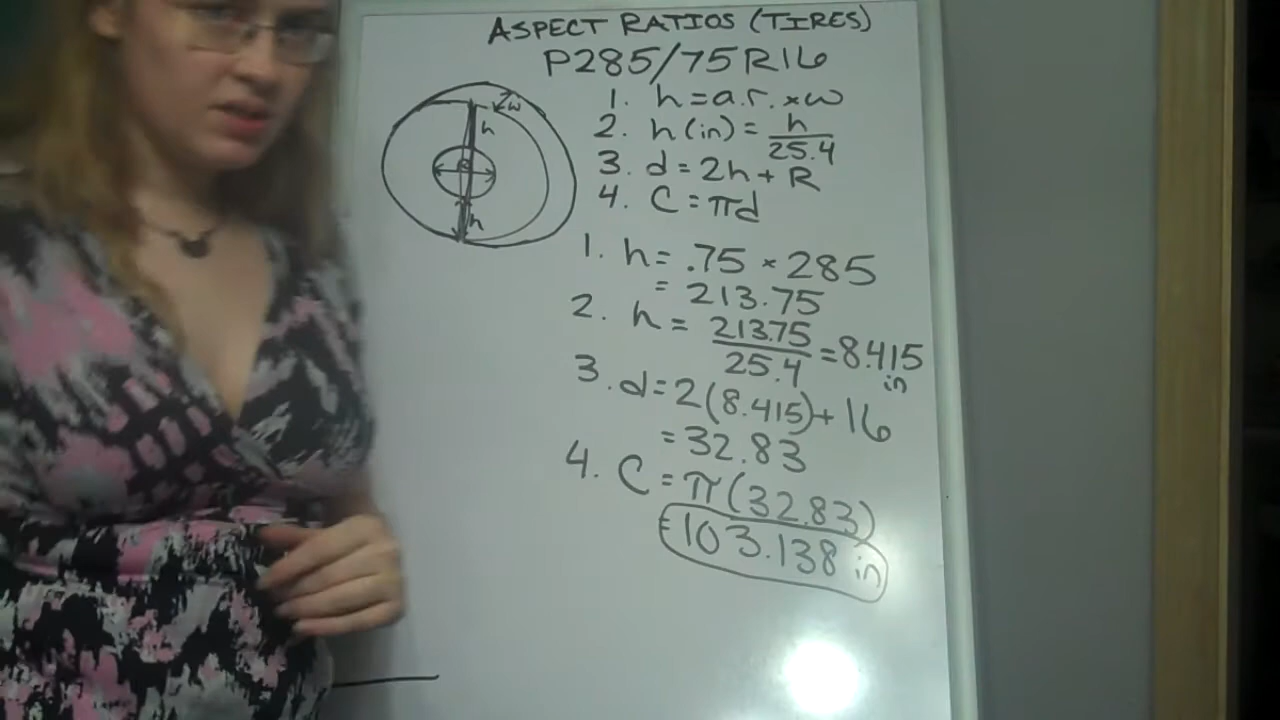 ASPECT RATIOS (TIRES)
P285/75R16
1. h = a.r. × w
2. h (in) = h/25.4
3. d = 2h + R
4. C = πd
w
h
R
h
1. h = .75 × 285
= 213.75
2. h = 213.75/25.4 = 8.415 in
3. d = 2(8.415) + 16
= 32.83
4. C = π(32.83)
= 103.138 in